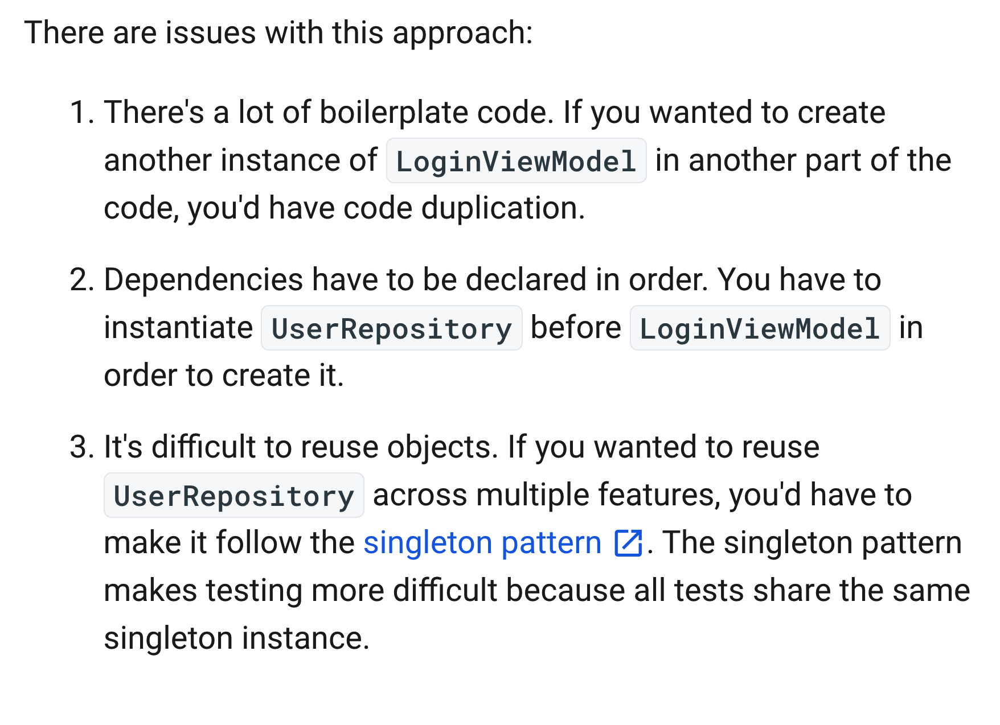 There are issues with this approach:
1. There's a lot of boilerplate code. If you wanted to create
another instance of LoginViewModel in another part of the
code, you'd have code duplication.
2. Dependencies have to be declared in order. You have to
instantiate UserRepository before LoginViewModel in
order to create it.
3. It's difficult to reuse objects. If you wanted to reuse
UserRepository across multiple features, you'd have to
make it follow the singleton pattern. The singleton pattern
makes testing more difficult because all tests share the same
singleton instance.